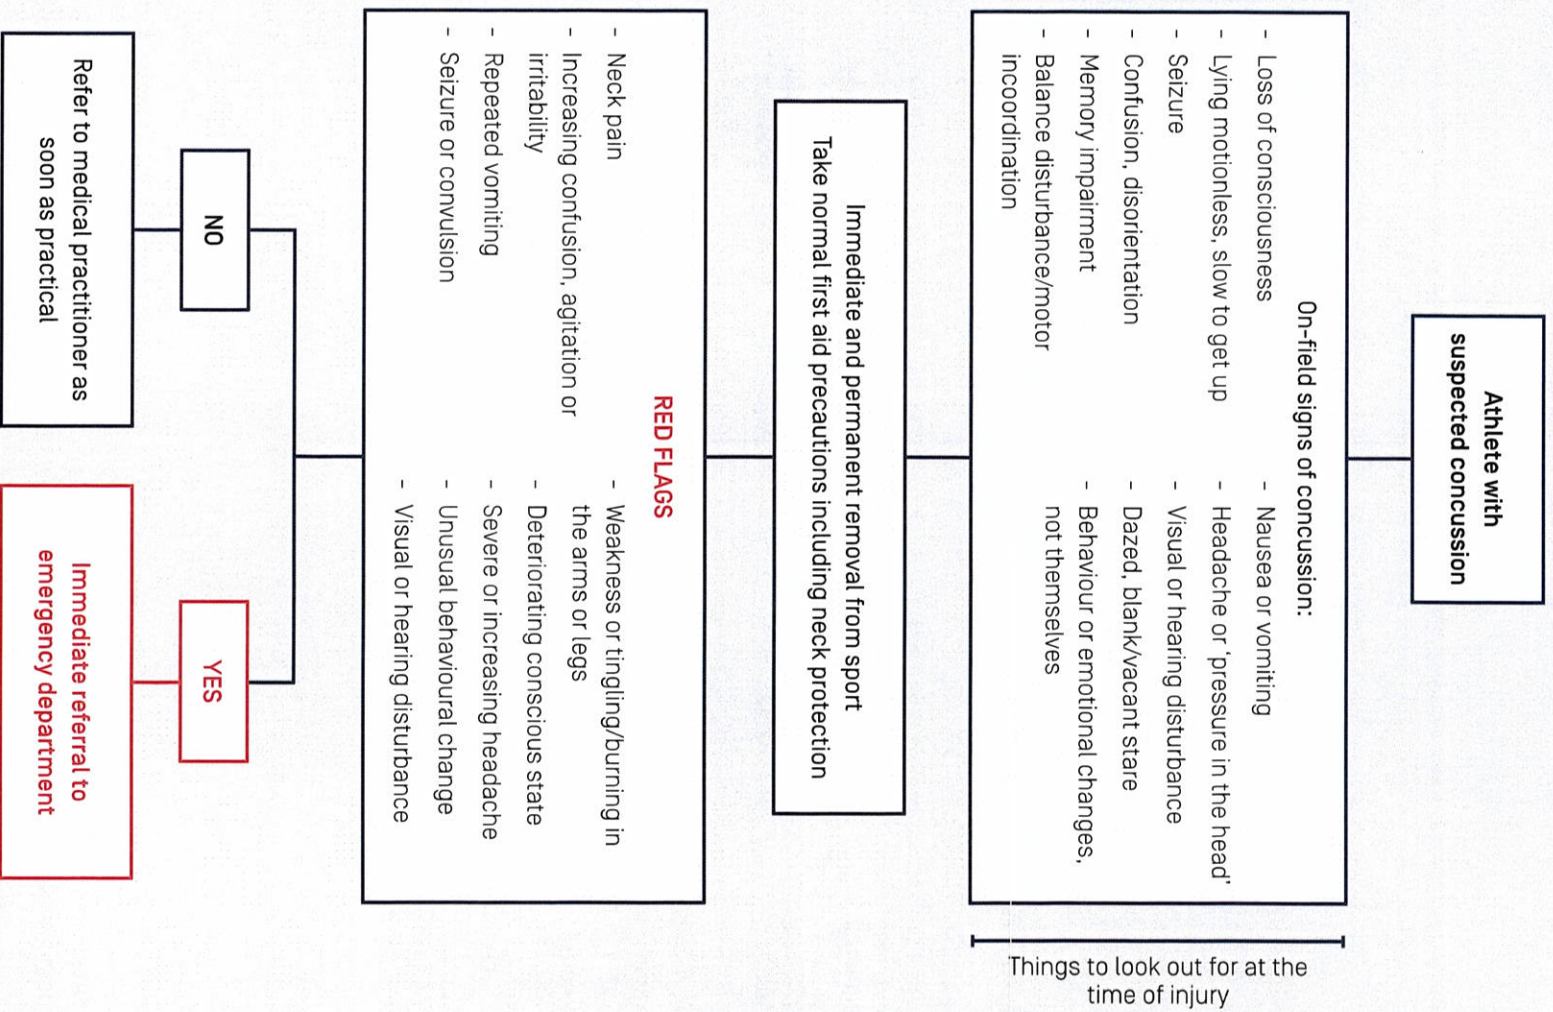 Athlete with
suspected concussion
On-field signs of concussion:
- Loss of consciousness
- Lying motionless, slow to get up
- Seizure
- Confusion, disorientation
- Memory impairment
- Balance disturbance/motor
incoordination
- Nausea or vomiting
- Headache or 'pressure in the head'
- Visual or hearing disturbance
- Dazed, blank/vacant stare
- Behaviour or emotional changes,
not themselves
Things to look out for at the
time of injury
Immediate and permanent removal from sport
Take normal first aid precautions including neck protection
RED FLAGS
- Neck pain
- Increasing confusion, agitation or
irritability
- Repeated vomiting
- Seizure or convulsion
- Weakness or tingling/burning in
the arms or legs
- Deteriorating conscious state
- Severe or increasing headache
- Unusual behavioural change
- Visual or hearing disturbance
NO
Refer to medical practitioner as
soon as practical
YES
Immediate referral to
emergency department